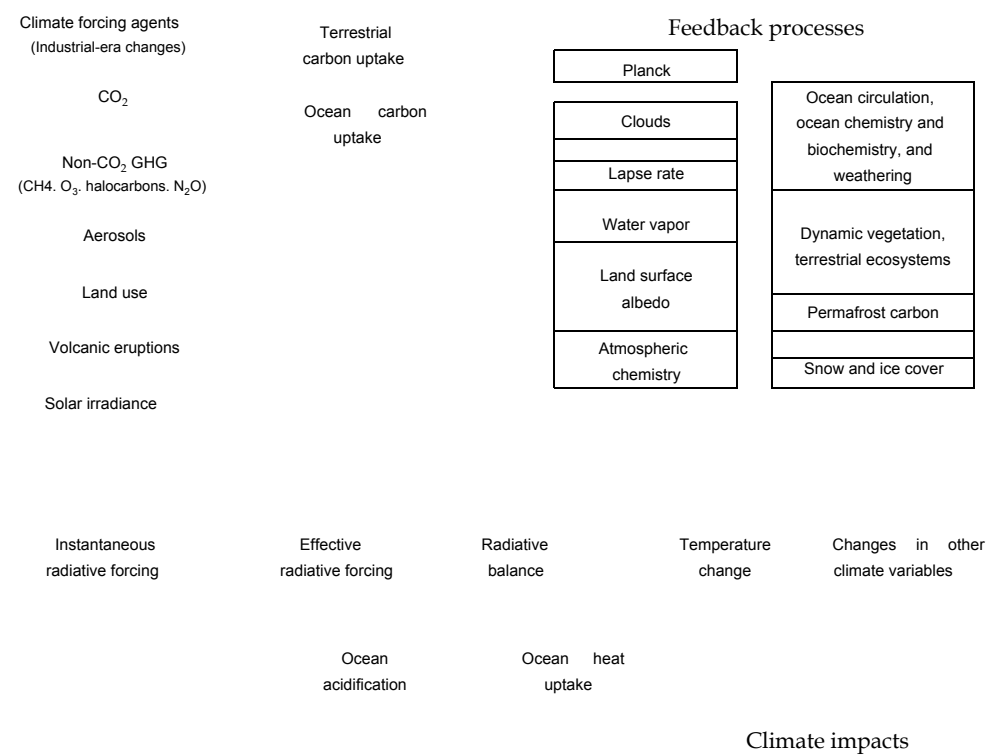 Climate forcing agents
(Industrial-era changes)
CO₂
Non-CO₂ GHG
(CH4. O₃. halocarbons. N₂O)
Aerosols
Land use
Volcanic eruptions
Solar irradiance
Terrestrial
carbon uptake
Ocean carbon
uptake
Feedback processes
Planck
Clouds
Lapse rate
Water vapor
Land surface
albedo
Atmospheric
chemistry
Ocean circulation,
ocean chemistry and
biochemistry, and
weathering
Dynamic vegetation,
terrestrial ecosystems
Permafrost carbon
Snow and ice cover
Instantaneous
radiative forcing
Effective
radiative forcing
Radiative
balance
Temperature
change
Changes in other
climate variables
Ocean
acidification
Ocean heat
uptake
Climate impacts